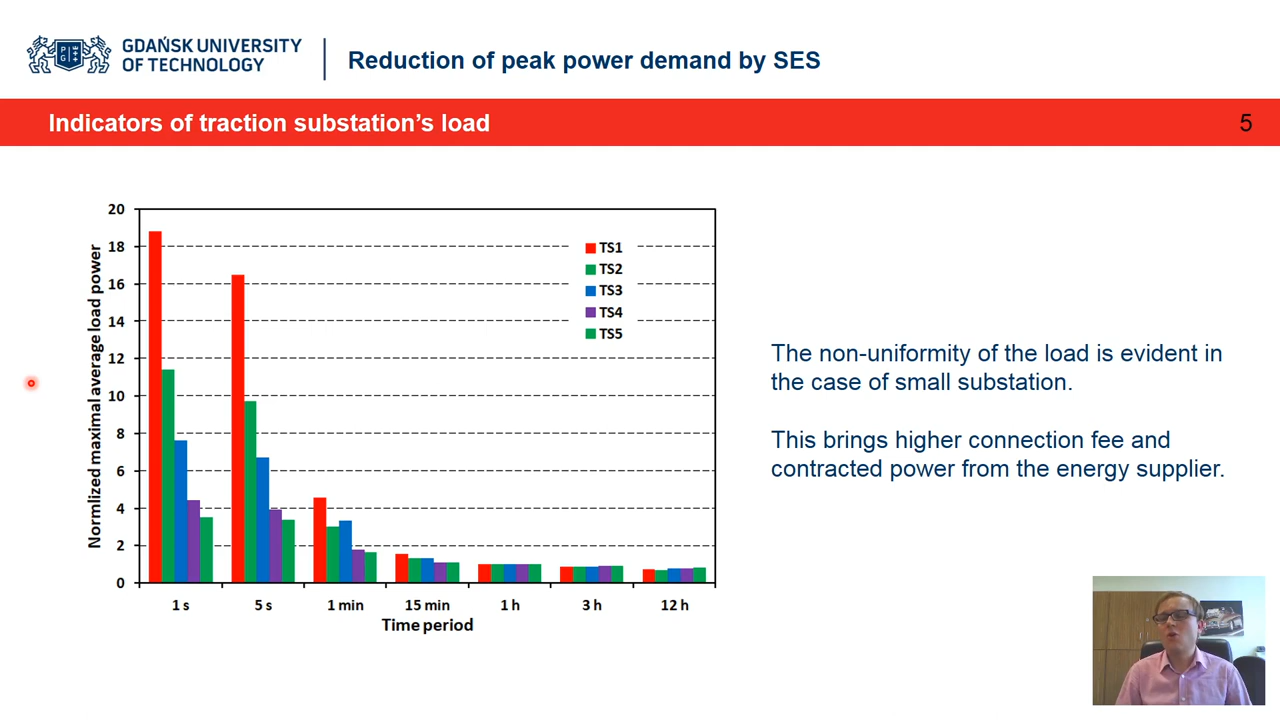 GDAŃSK UNIVERSITY
OF TECHNOLOGY
P W
G
Reduction of peak power demand by SES
Indicators of traction substation's load
5
Normlized maximal average load power
20
18
16
14
12
10
8
6
4
2
0
TS1
TS2
TS3
TS4
TS5
1 s
5 s
1 min
15 min
1 h
3 h
12 h
Time period
The non-uniformity of the load is evident in
the case of small substation.
This brings higher connection fee and
contracted power from the energy supplier.